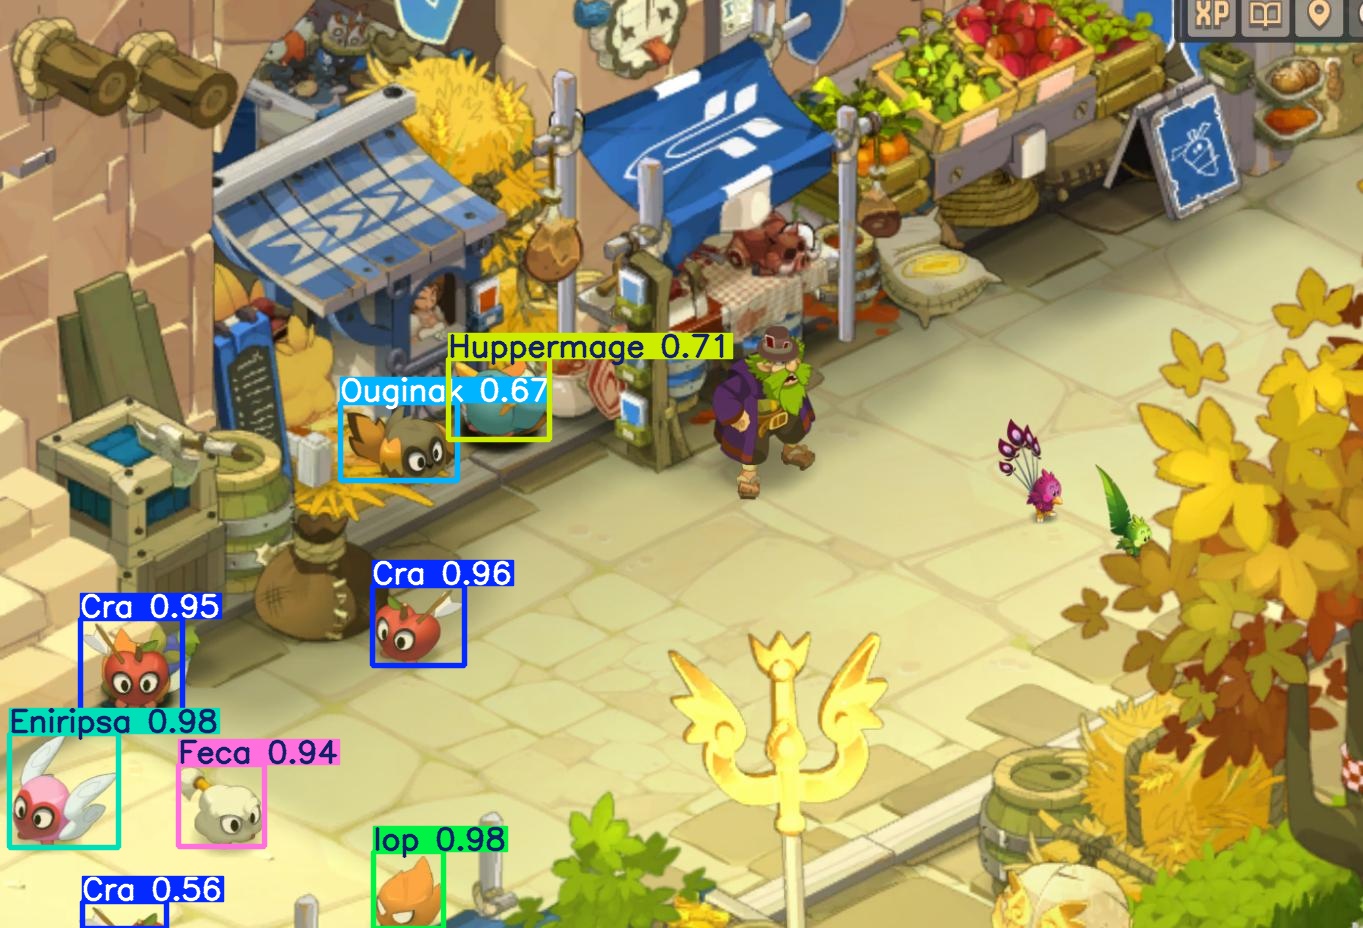 XP
Huppermage 0.71
Ouginak 0.67
Cra 0.96
Cra 0.95
Eniripsa 0.98
Feca 0.94
Iop 0.98
Cra 0.56